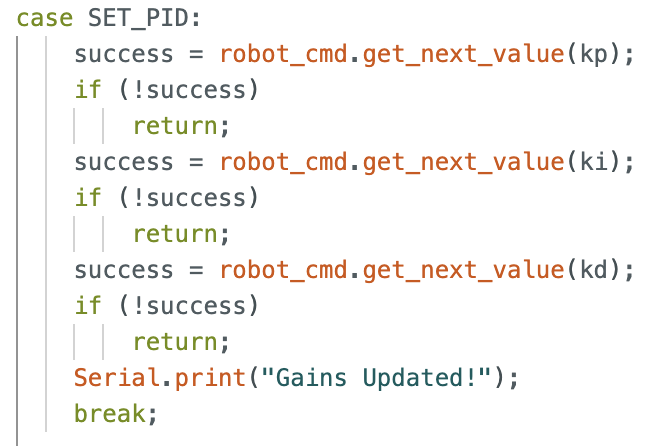 case SET_PID:
success = robot_cmd.get_next_value(kp);
if (!success)
return;
success = robot_cmd.get_next_value(ki);
if (!success)
return;
success = robot_cmd.get_next_value(kd);
if (!success)
return;
Serial.print("Gains Updated!");
break;